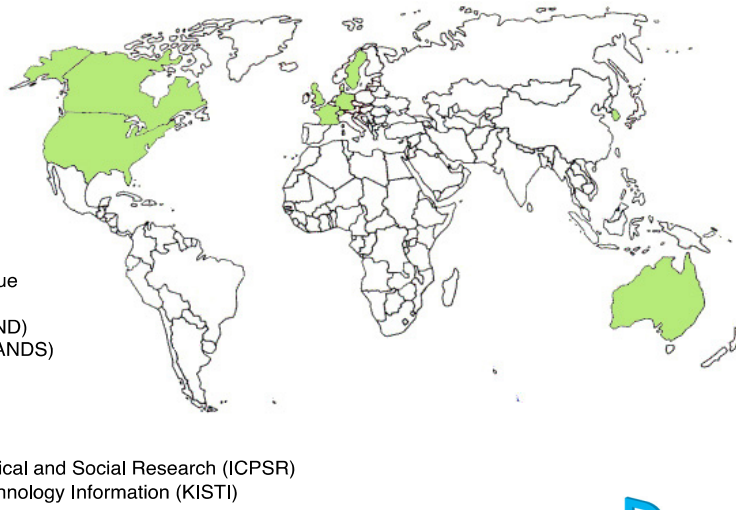 ue
ND)
ANDS)
ical and Social Research (ICPSR)
hnology Information (KISTI)